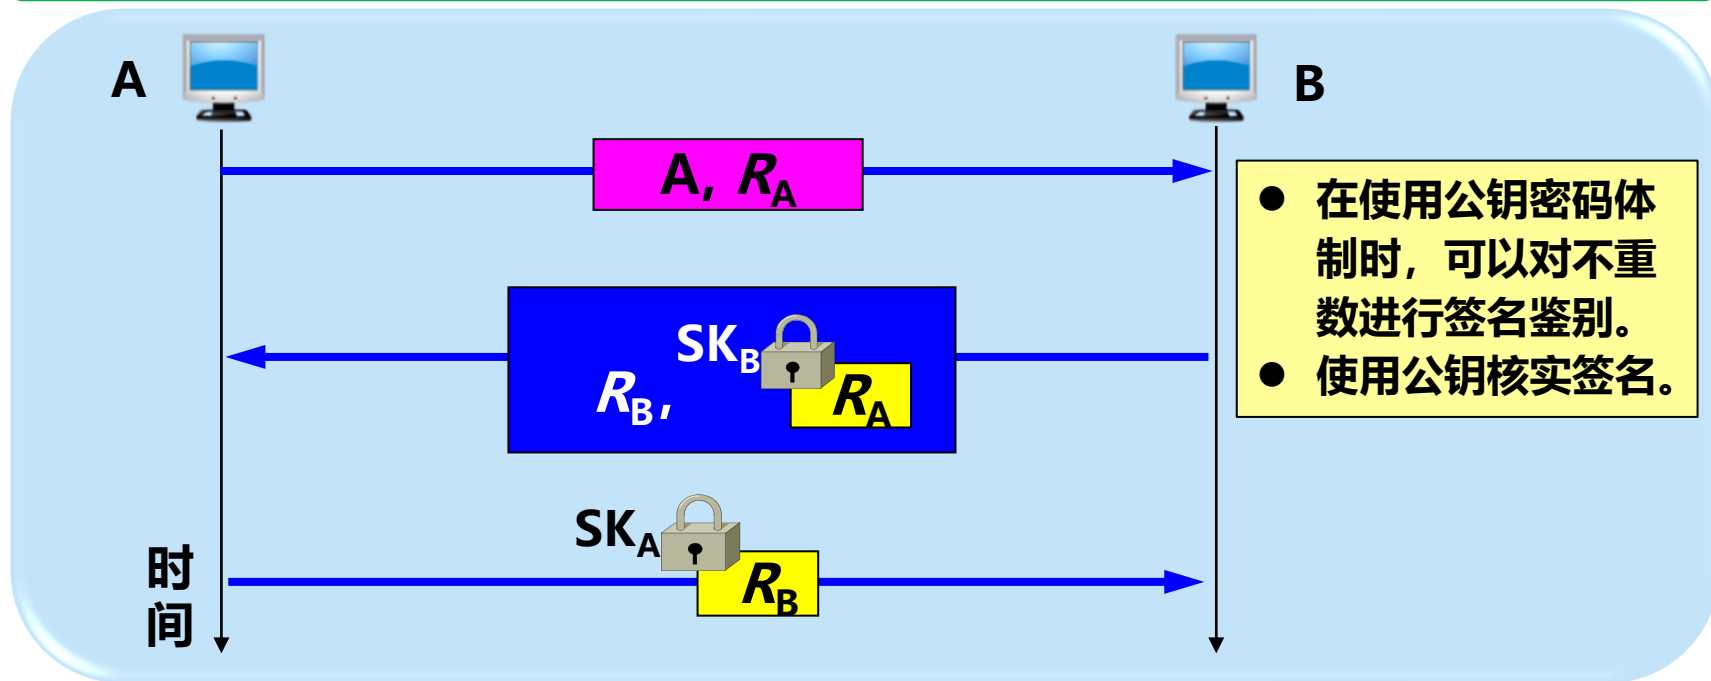 A
B
A, RA
● 在使用公钥密码体
制时，可以对不重
数进行签名鉴别。
● 使用公钥核实签名。
SKB
RB,
RA
SKA
RB
时
间